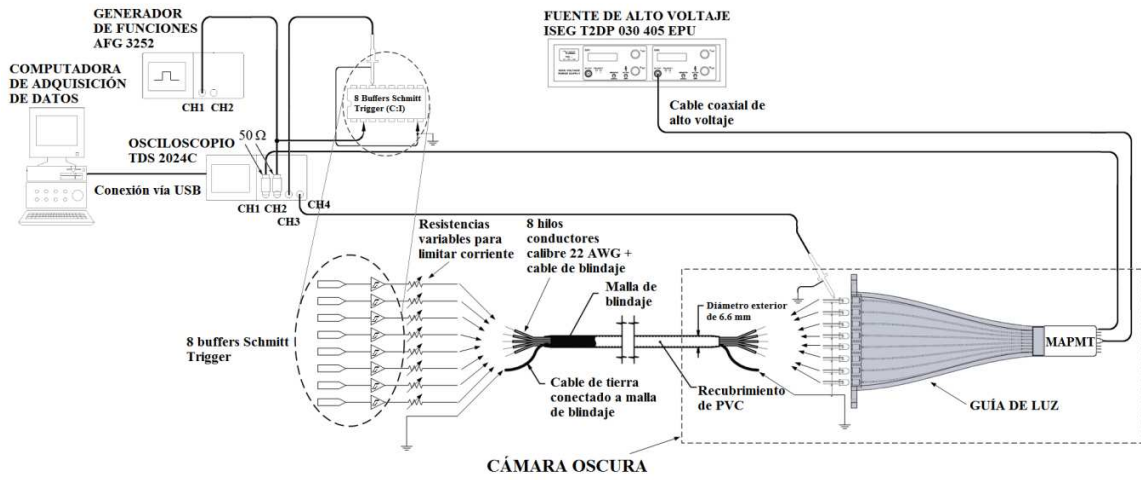 GENERADOR
DE FUNCIONES
AFG 3252
FUENTE DE ALTO VOLTAJE
ISEG T2DP 030 405 EPU
COMPUTADORA
DE ADQUISICIÓN
DE DATOS
CH1 CH2
8 Buffers Schmitt
Trigger (C:I)
Cable coaxial de
alto voltaje
OSCILOSCOPIO
TDS 2024C
50 Ω
Conexión vía USB
CH1
CH2
CH3
CH4
Resistencias
variables para
limitar corriente
8 hilos
conductores
calibre 22 AWG +
cable de blindaje
Malla de
blindaje
Diámetro exterior
de 6.6 mm
8 buffers Schmitt
Trigger
MAPMT
Cable de tierra
conectado a malla
de blindaje
Recubrimiento
de PVC
GUÍA DE LUZ
CÁMARA OSCURA